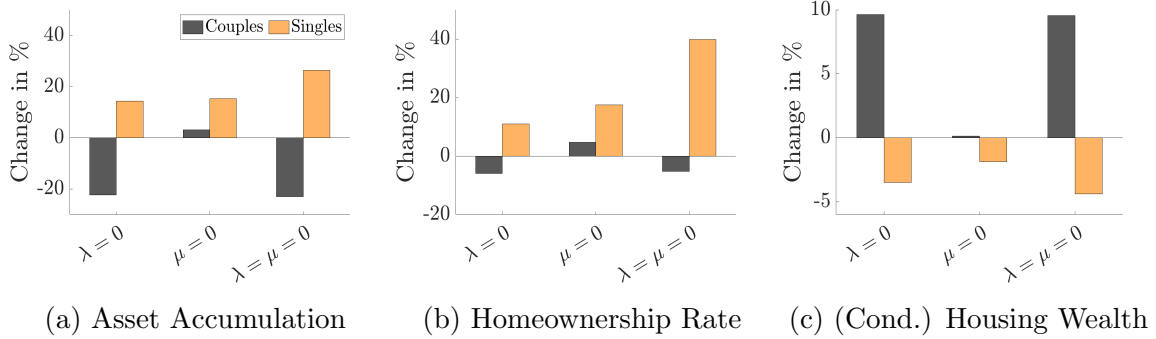 Couples Singles
Change in %
40
20
0
-20
λ = 0
μ = 0
λ = μ = 0
(a) Asset Accumulation
Change in %
40
20
0
-20
λ = 0
μ = 0
λ = μ = 0
(b) Homeownership Rate
Change in %
10
5
0
-5
λ = 0
μ = 0
λ = μ = 0
(c) (Cond.) Housing Wealth